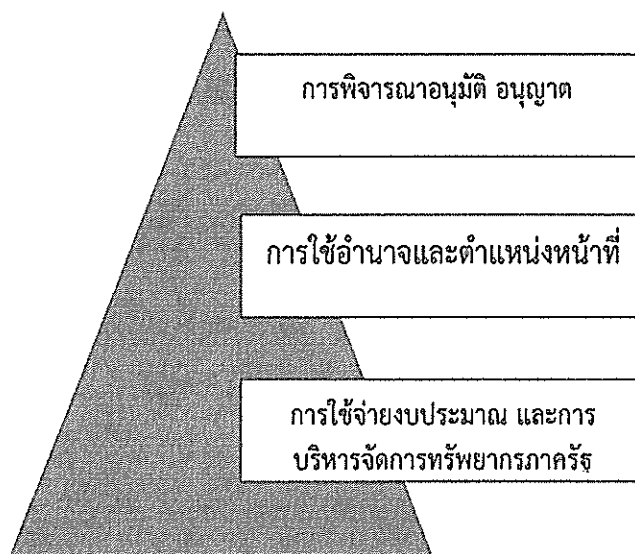 การพิจารณาอนุมัติ อนุญาต
การใช้อำนาจและตำแหน่งหน้าที่
การใช้จ่ายงบประมาณ และการ
บริหารจัดการทรัพยากรภาครัฐ